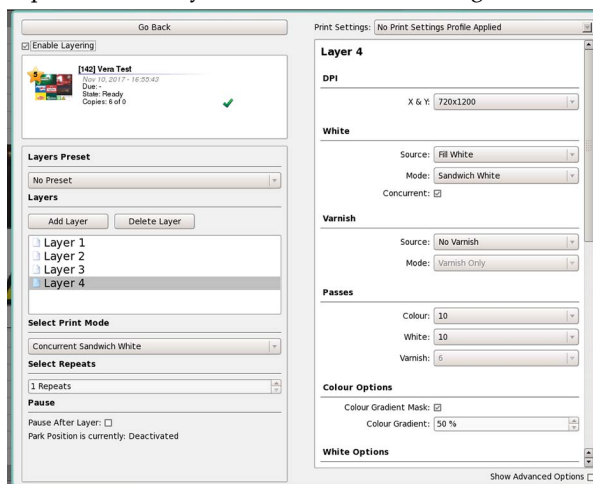 Go Back
Enable Layering
[142] Vera Test
Nov 10, 2017 - 16:55:43
Due: -
State: Ready
Copies: 6 of 0
5
Layers Preset
No Preset
Layers
Add Layer Delete Layer
Layer 1
Layer 2
Layer 3
Layer 4
Select Print Mode
Concurrent Sandwich White
Select Repeats
1 Repeats
Pause
Pause After Layer:
Park Position is currently: Deactivated
Print Settings: No Print Settings Profile Applied
Layer 4
DPI
X & Y: 720x1200
White
Source: Fill White
Mode: Sandwich White
Concurrent:
Varnish
Source: No Varnish
Mode: Varnish Only
Passes
Colour: 10
White: 10
Varnish: 6
Colour Options
Colour Gradient Mask:
Colour Gradient: 50 %
White Options
Show Advanced Options